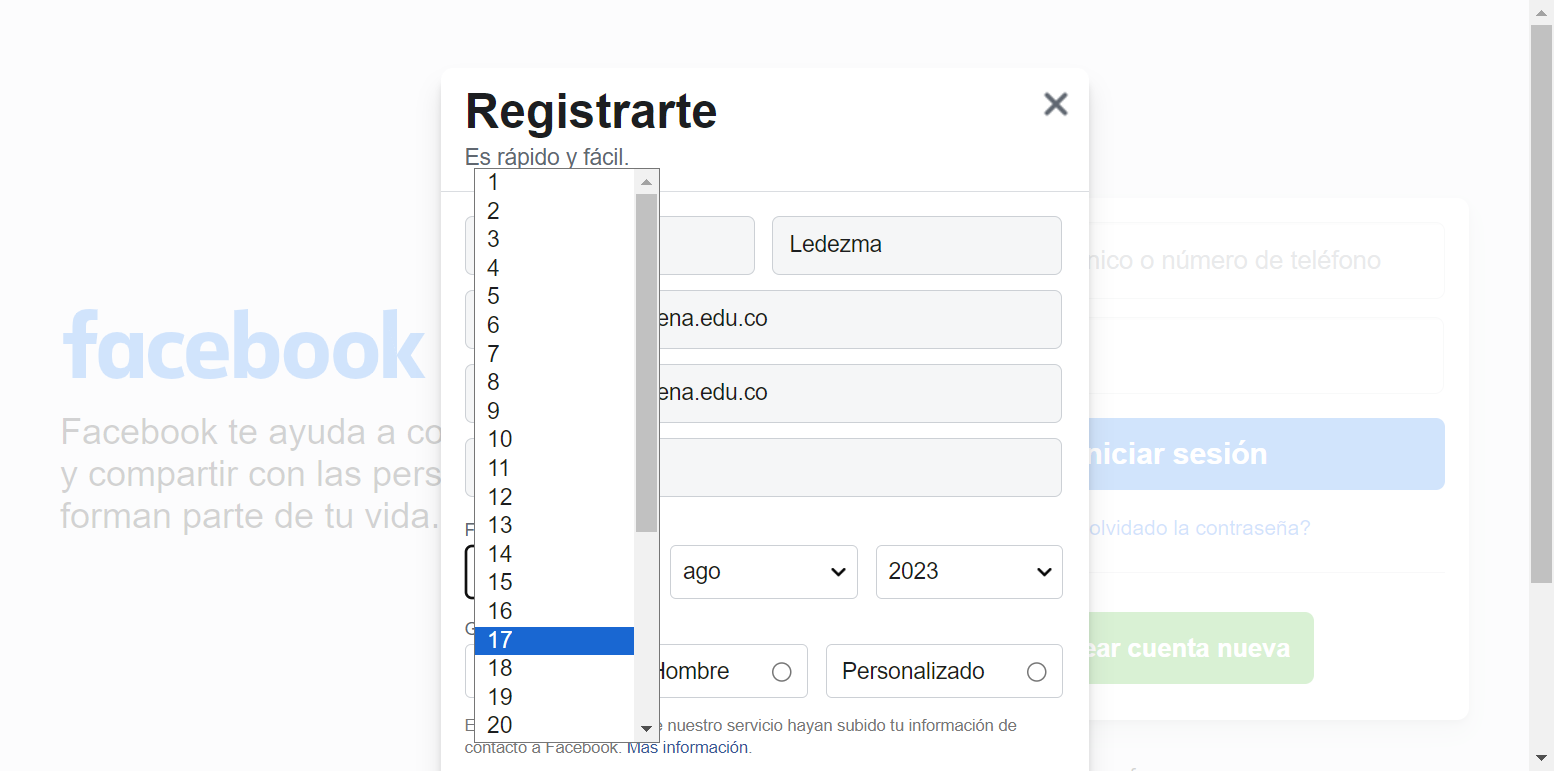 Registrarte
Es rápido y fácil.
Ledezma
ena.edu.co
ena.edu.co
ago
2023
Hombre
Personalizado
nuestro servicio hayan subido tu información de
contacto a Facebook. Más información.
1
2
3
4
5
6
7
8
9
10
11
12
13
14
15
16
17
18
19
20
facebook
Facebook te ayuda a co
y compartir con las pers
forman parte de tu vida.
nico o número de teléfono
niciar sesión
olvidado la contraseña?
ear cuenta nueva